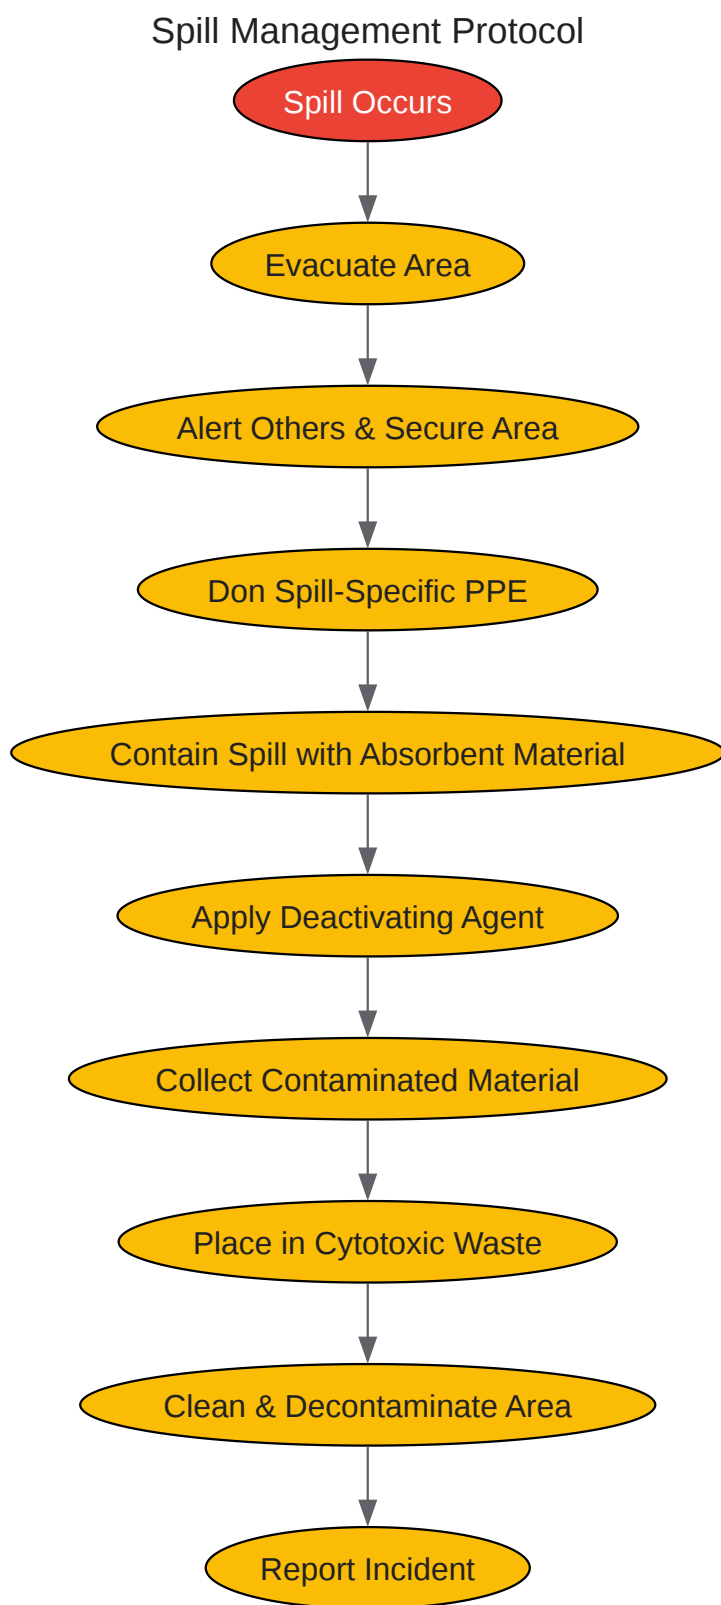 Spill Management Protocol
Spill Occurs
Evacuate Area
Alert Others & Secure Area
Don Spill-Specific PPE
Contain Spill with Absorbent Material
Apply Deactivating Agent
Collect Contaminated Material
Place in Cytotoxic Waste
Clean & Decontaminate Area
Report Incident